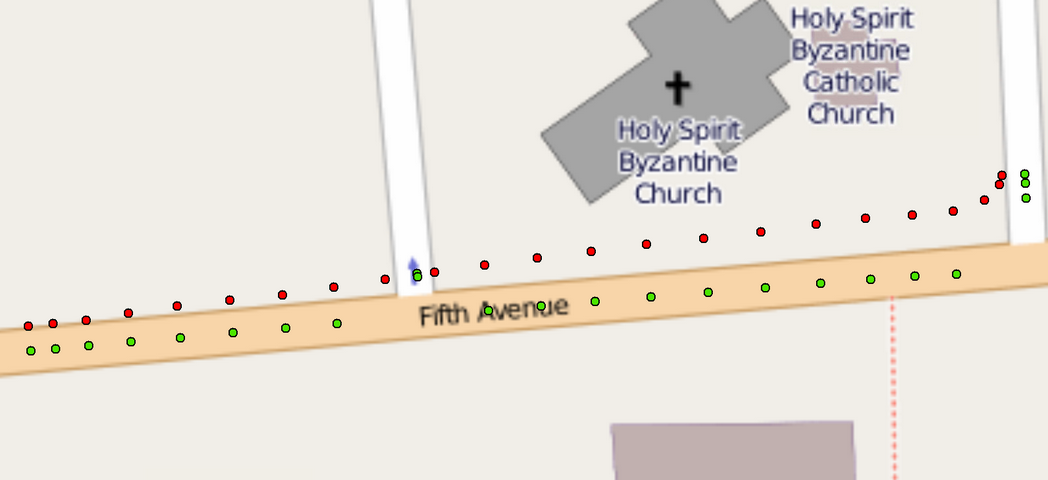 Holy Spirit
Byzantine
Catholic
Church
Holy Spirit
Byzantine
Church
Fifth Avenue